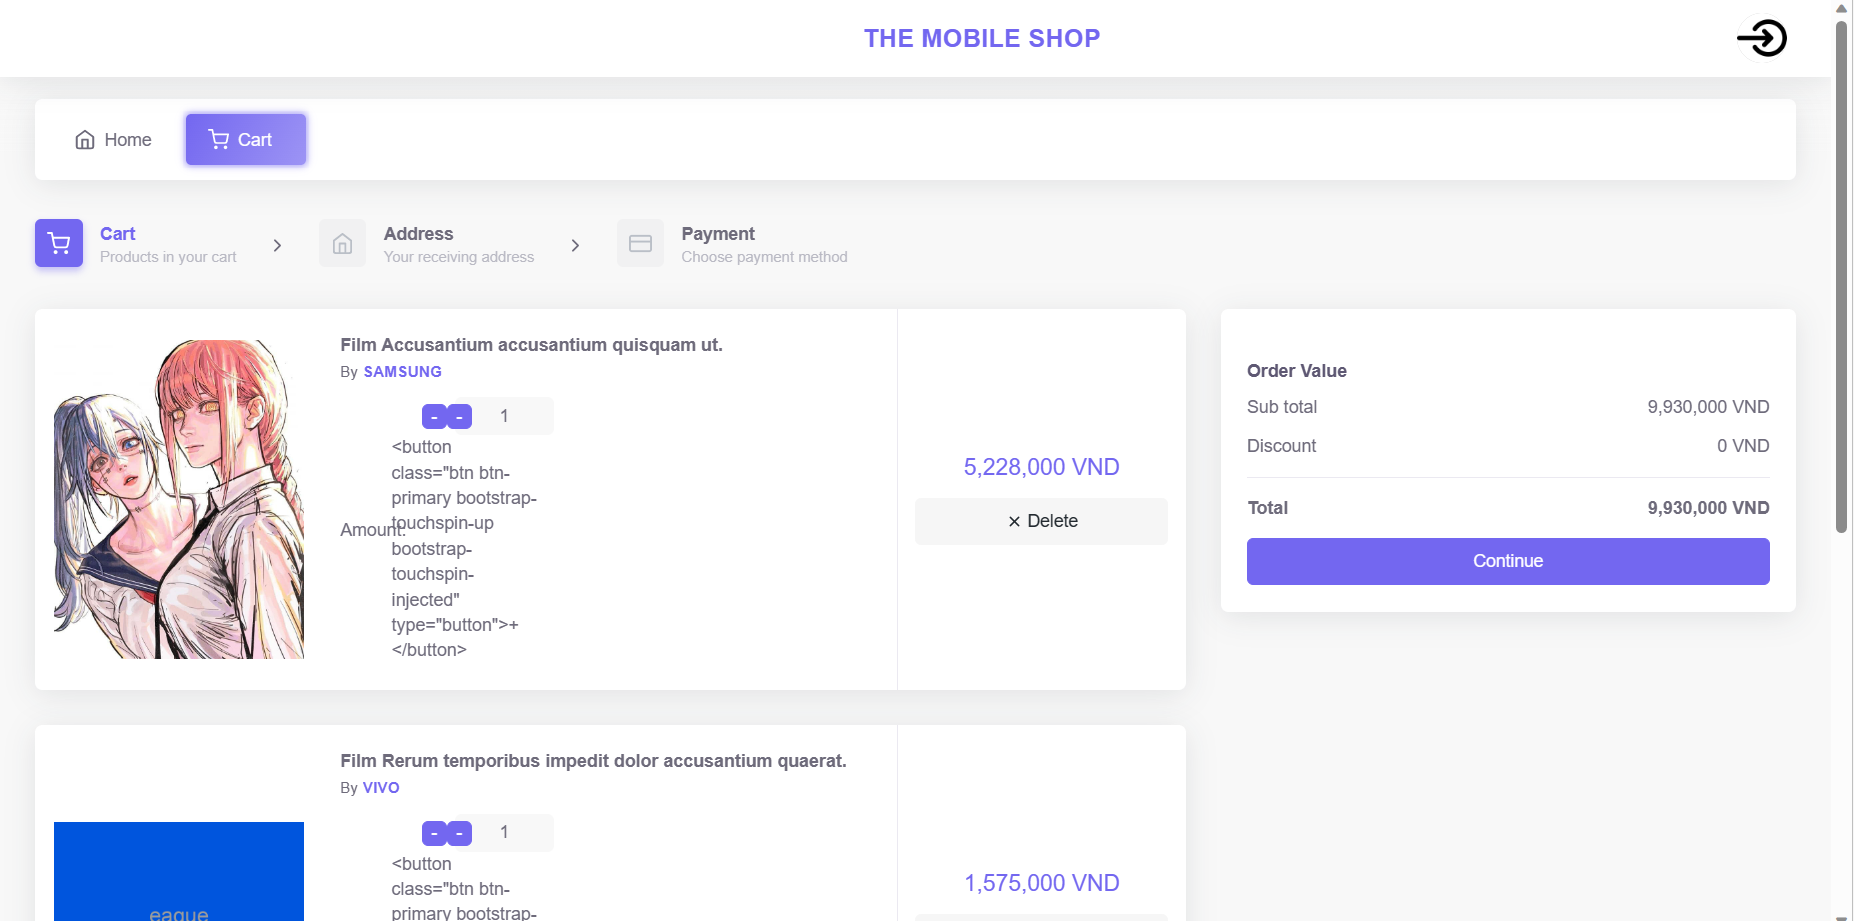 THE MOBILE SHOP
Home
Cart
Cart
Products in your cart
Address
Your receiving address
Payment
Choose payment method
Film Accusantium accusantium quisquam ut.
By SAMSUNG
- - 1
<button
class="btn btn-
primary bootstrap-
touchspin-up
Amount:
bootstrap-
touchspin-
injected"
type="button">+
</button>
5,228,000 VND
Delete
Order Value
Sub total 9,930,000 VND
Discount 0 VND
Total 9,930,000 VND
Continue
Film Rerum temporibus impedit dolor accusantium quaerat.
By VIVO
- - 1
<button
class="btn btn-
primary bootstrap-
eaque
1,575,000 VND